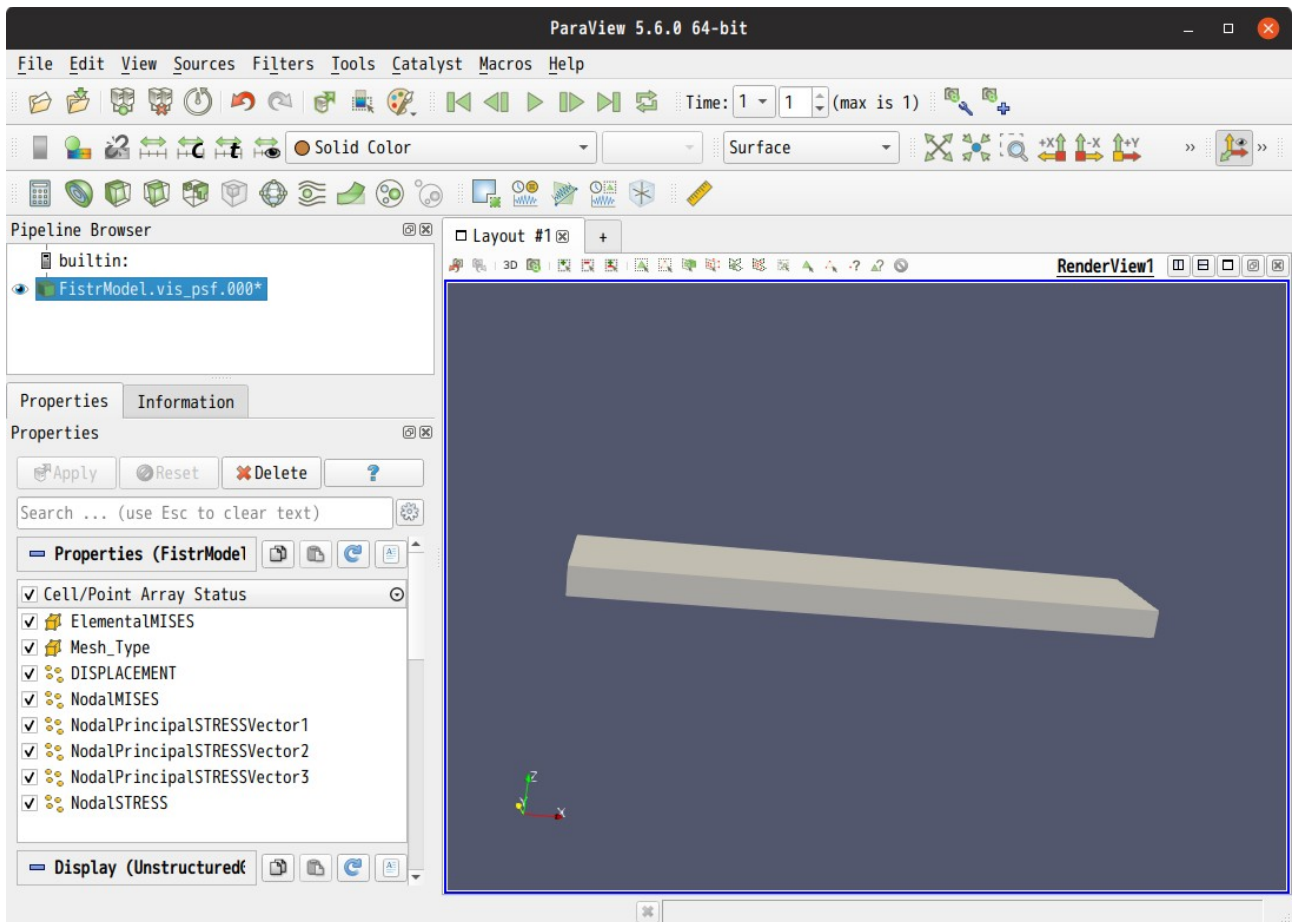 ParaView 5.6.0 64-bit
File Edit View Sources Filters Tools Catalyst Macros Help
Time: 1 1 (max is 1)
Solid Color Surface +X -X +Y » »
Pipeline Browser
builtin:
FistrModel.vis_psf.000*
Layout #1 +
3D RenderView1
Properties Information
Properties
Apply Reset Delete ?
Search ... (use Esc to clear text)
Properties (FistrModel
Cell/Point Array Status
ElementalMISES
Mesh_Type
DISPLACEMENT
NodalMISES
NodalPrincipalSTRESSVector1
NodalPrincipalSTRESSVector2
NodalPrincipalSTRESSVector3
NodalSTRESS
Display (Unstructured
Z
Y
X